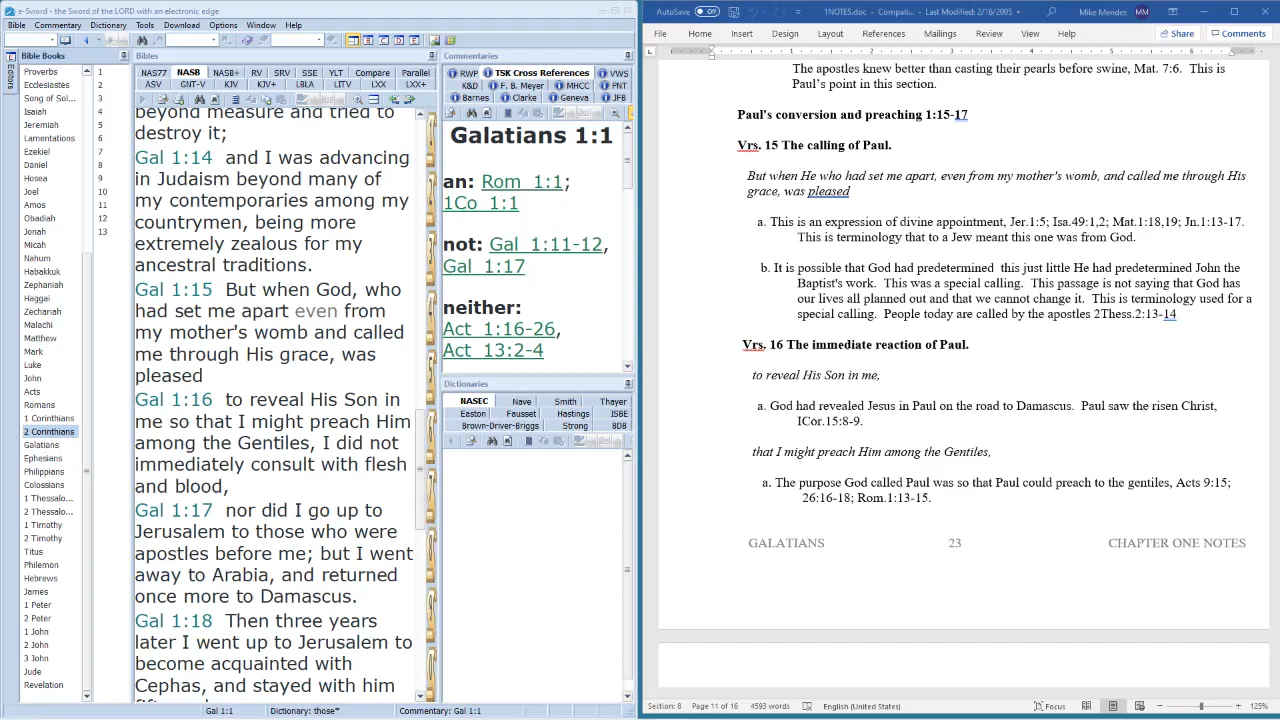 e-Sword - the Sword of the LORD with an electronic edge
Bible Commentary Dictionary Tools Download Options Window Help
Bible Books
Editors
Proverbs
Ecclesiastes
Song of Sol...
Isaiah
Jeremiah
Lamentations
Ezekiel
Daniel
Hosea
Joel
Amos
Obadiah
Jonah
Micah
Nahum
Habakkuk
Zephaniah
Haggai
Zechariah
Malachi
Matthew
Mark
Luke
John
Acts
Romans
1 Corinthians
2 Corinthians
Galatians
Ephesians
Philippians
Colossians
1 Thessalo...
2 Thessalo...
1 Timothy
2 Timothy
Titus
Philemon
Hebrews
James
1 Peter
2 Peter
1 John
2 John
3 John
Jude
Revelation
1
2
3
4
5
6
7
8
9
10
11
12
13
Bibles
NAS77 NASB NASB+ RV SRV SSE YLT Compare Parallel
ASV GNT-V KJV KJV+ LBLA LITV LXX LXX+
beyond measure and tried to
destroy it;
Gal 1:14 and I was advancing
in Judaism beyond many of
my contemporaries among my
countrymen, being more
extremely zealous for my
ancestral traditions.
Gal 1:15 But when God, who
had set me apart even from
my mother's womb and called
me through His grace, was
pleased
Gal 1:16 to reveal His Son in
me so that I might preach Him
among the Gentiles, I did not
immediately consult with flesh
and blood,
Gal 1:17 nor did I go up to
Jerusalem to those who were
apostles before me; but I went
away to Arabia, and returned
once more to Damascus.
Gal 1:18 Then three years
later I went up to Jerusalem to
become acquainted with
Cephas, and stayed with him
Commentaries
RWP TSK Cross References VWS
K&D F. B. Meyer MHCC PNT
Barnes Clarke Geneva JFB
Galatians 1:1
an: Rom 1:1;
1Co 1:1
not: Gal 1:11-12,
Gal 1:17
neither:
Act 1:16-26,
Act 13:2-4
Dictionaries
NASEC Nave Smith Thayer
Easton Fausset Hastings ISBE
Brown-Driver-Briggs Strong BDB
Gal 1:1 Dictionary: those* Commentary: Gal 1:1
AutoSave Off 1NOTES.doc - Compati... - Last Modified: 2/16/2005 Mike Mendez MM
File Home Insert Design Layout References Mailings Review View Help Share Comments
1 2 3 4 5 6
The apostles knew better than casting their pearls before swine, Mat. 7:6. This is
Paul's point in this section.
Paul's conversion and preaching 1:15-17
Vrs. 15 The calling of Paul.
But when He who had set me apart, even from my mother's womb, and called me through His
grace, was pleased
a. This is an expression of divine appointment, Jer.1:5; Isa.49:1,2; Mat.1:18,19; Jn.1:13-17.
This is terminology that to a Jew meant this one was from God.
b. It is possible that God had predetermined this just little He had predetermined John the
Baptist's work. This was a special calling. This passage is not saying that God has
our lives all planned out and that we cannot change it. This is terminology used for a
special calling. People today are called by the apostles 2Thess.2:13-14
Vrs. 16 The immediate reaction of Paul.
to reveal His Son in me,
a. God had revealed Jesus in Paul on the road to Damascus. Paul saw the risen Christ,
ICor.15:8-9.
that I might preach Him among the Gentiles,
a. The purpose God called Paul was so that Paul could preach to the gentiles, Acts 9:15;
26:16-18; Rom.1:13-15.
GALATIANS 23 CHAPTER ONE NOTES
Section: 8 Page 11 of 16 4593 words English (United States) Focus 125%